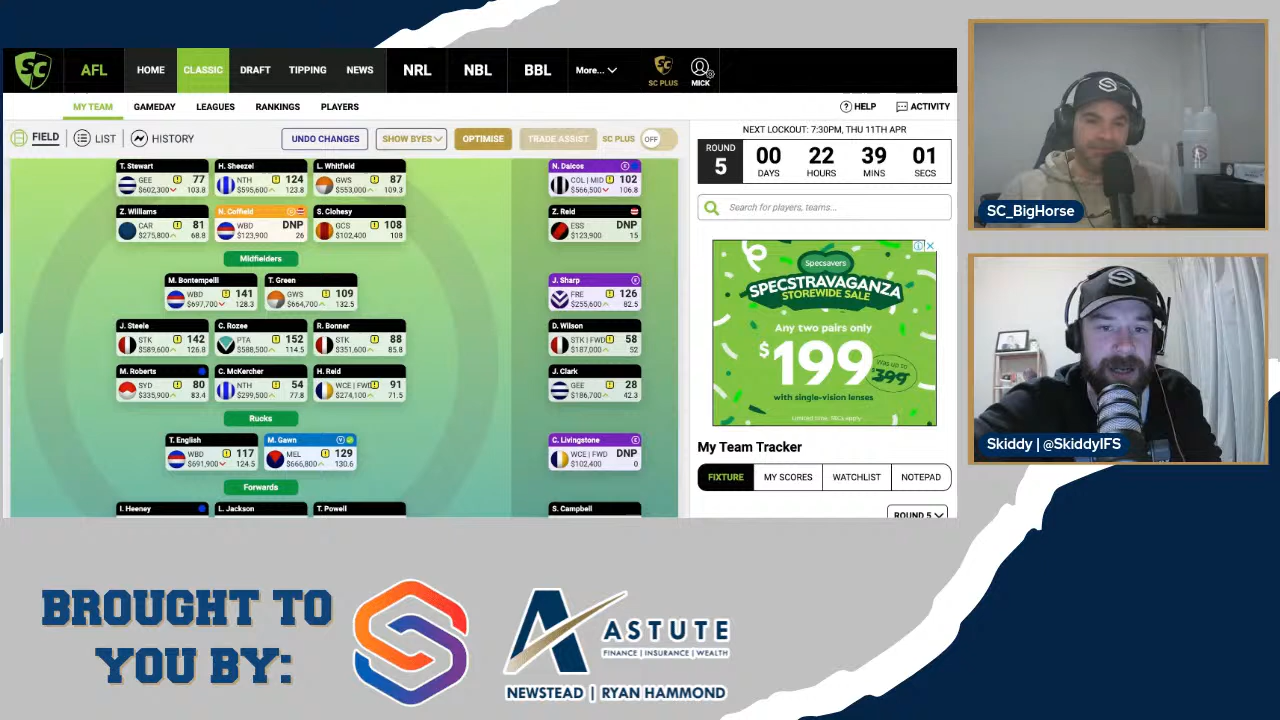 SC AFL HOME CLASSIC DRAFT TIPPING NEWS NRL NBL BBL More... SC PLUS MICK
MY TEAM GAMEDAY LEAGUES RANKINGS PLAYERS HELP ACTIVITY
FIELD LIST HISTORY UNDO CHANGES SHOW BYES OPTIMISE TRADE ASSIST SC PLUS OFF
T. Stewart H. Sheezel L. Whitfield N. Daicos
GEE 77 NTH 124 GWS 87 COL | MID 102
$602,300 103.8 $595,600 123.8 $553,000 109.3 $566,500 106.8
Z. Williams N. Coffield S. Clohesy Z. Reid
CAR 81 WBD DNP GCS 108 ESS DNP
$275,800 68.8 $123,900 26 $102,400 108 $123,900 15
Midfielders
M. Bontempelli T. Green J. Sharp
WBD 141 GWS 109 FRE 126
$697,700 128.3 $664,700 132.5 $255,600 82.5
J. Steele C. Rozee R. Bonner D. Wilson
STK 142 PTA 152 STK 88 STK | FWD 58
$589,600 126.8 $588,500 114.5 $351,600 85.8 $187,000 52
M. Roberts C. McKercher H. Reid J. Clark
SYD 80 NTH 54 WCE | FWD 91 GEE 28
$335,900 83.4 $299,500 77.8 $274,100 71.5 $186,700 42.3
Rucks
T. English M. Gawn C. Livingstone
WBD 117 MEL 129 WCE | FWD DNP
$691,900 124.5 $666,800 130.6 $102,400 0
Forwards
I. Heeney L. Jackson T. Powell S. Campbell
NEXT LOCKOUT: 7:30PM, THU 11TH APR
ROUND 5
00 22 39 01
DAYS HOURS MINS SECS
Search for players, teams...
Specsavers
SPECSTRAVAGANZA
STOREWIDE SALE
Any two pairs only
$199
Was up to
$399
with single-vision lenses
Limited time. T&Cs apply
My Team Tracker
FIXTURE MY SCORES WATCHLIST NOTEPAD
ROUND 5
SC_BigHorse
Skiddy | @SkiddyIFS
BROUGHT TO
YOU BY:
ASTUTE
FINANCE | INSURANCE | WEALTH
NEWSTEAD | RYAN HAMMOND